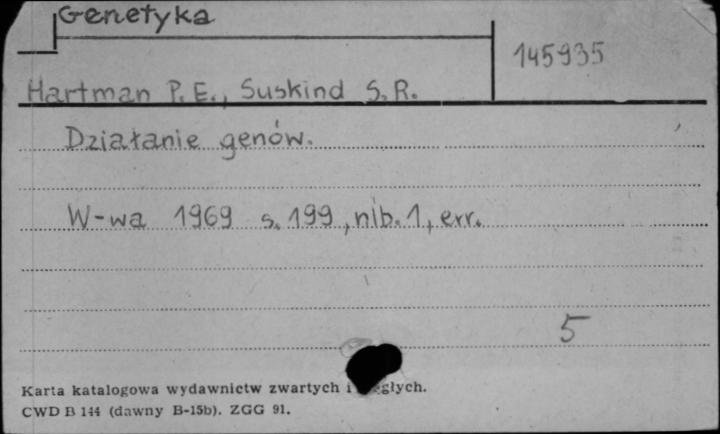 Genetyka
145935
Hartman P. E., Suskind S. R.
Działanie genów.
W-wa 1969 s. 199, nib. 1, err.
5
Karta katalogowa wydawnictw zwartych i
CWD B 144 (dawny B-15b). ZGG 91.